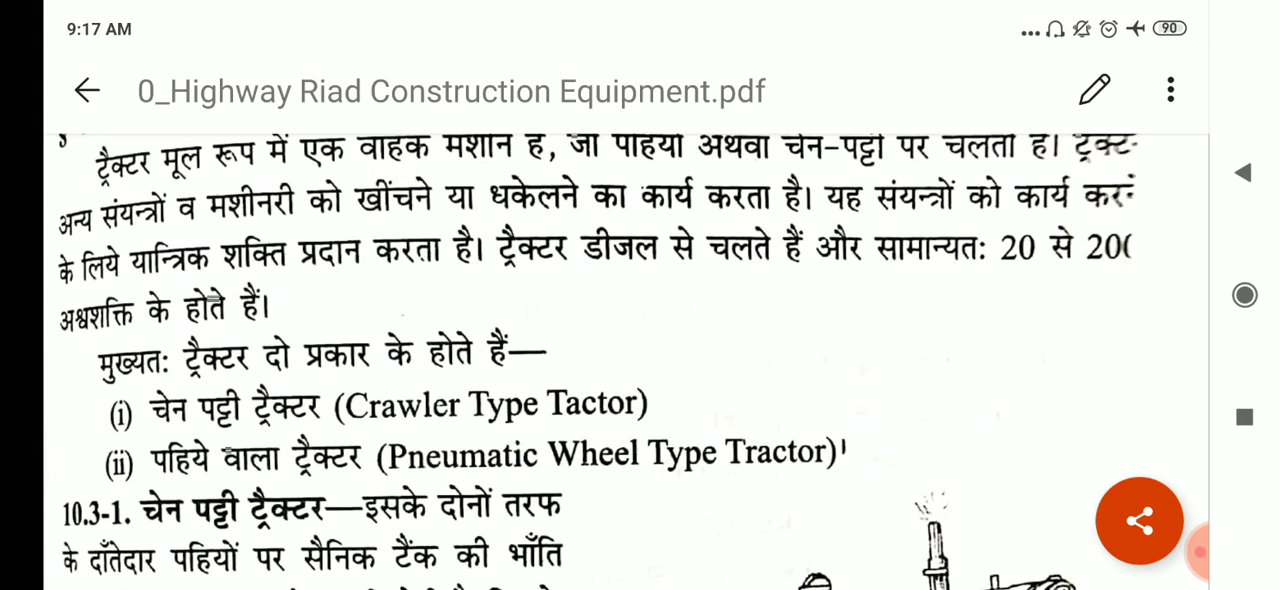 9:17 AM
90
0_Highway Riad Construction Equipment.pdf
ट्रैक्टर मूल रूप में एक वाहक मशीन है, जो पहियों अथवा चेन-पट्टी पर चलता है।
अन्य संयन्त्रों व मशीनरी को खींचने या धकेलने का कार्य करता है। यह संयन्त्रों को कार्य
के लिये यान्त्रिक शक्ति प्रदान करता है। ट्रैक्टर डीजल से चलते हैं और सामान्यत: 20 से
अश्वशक्ति के होते हैं।
मुख्यत: ट्रैक्टर दो प्रकार के होते हैं—
(i) चेन पट्टी ट्रैक्टर (Crawler Type Tactor)
(ii) पहिये वाला ट्रैक्टर (Pneumatic Wheel Type Tractor)
10.3-1. चेन पट्टी ट्रैक्टर—इसके दोनों तरफ
के दाँतेदार पहियों पर सैनिक टैंक की भाँति